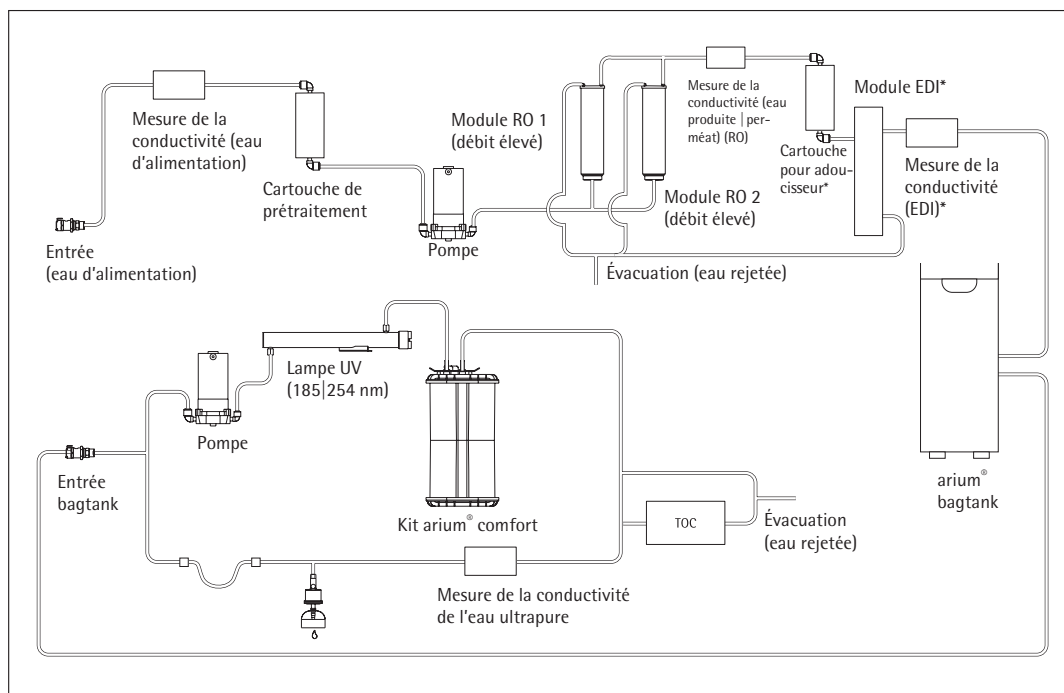 Mesure de la
conductivité (eau
d'alimentation)
Cartouche de
prétraitement
Entrée
(eau d'alimentation)
Pompe
Module RO 1
(débit élevé)
Module RO 2
(débit élevé)
Mesure de la
conductivité (eau
produite | per-
méat) (RO)
Cartouche
pour adou-
cisseur*
Module EDI*
Mesure de la
conductivité
(EDI)*
Évacuation (eau rejetée)
Lampe UV
(185|254 nm)
Pompe
Entrée
bagtank
Kit arium® comfort
TOC
Évacuation
(eau rejetée)
arium®
bagtank
Mesure de la conductivité
de l'eau ultrapure